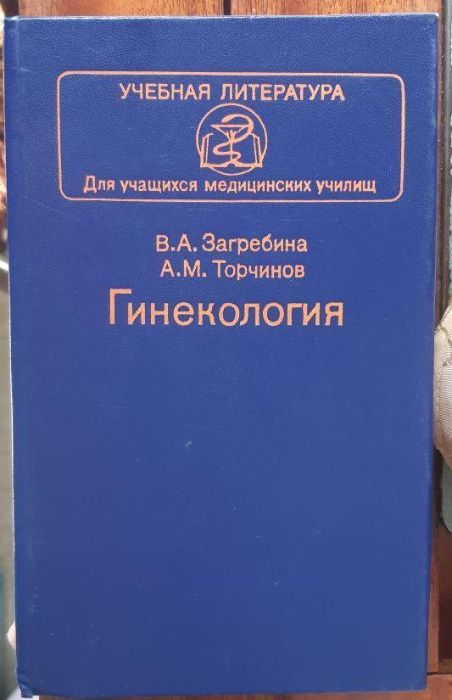 УЧЕБНАЯ ЛИТЕРАТУРА
Для учащихся медицинских училищ
В.А. Загребина
А.М. Торчинов
Гинекология